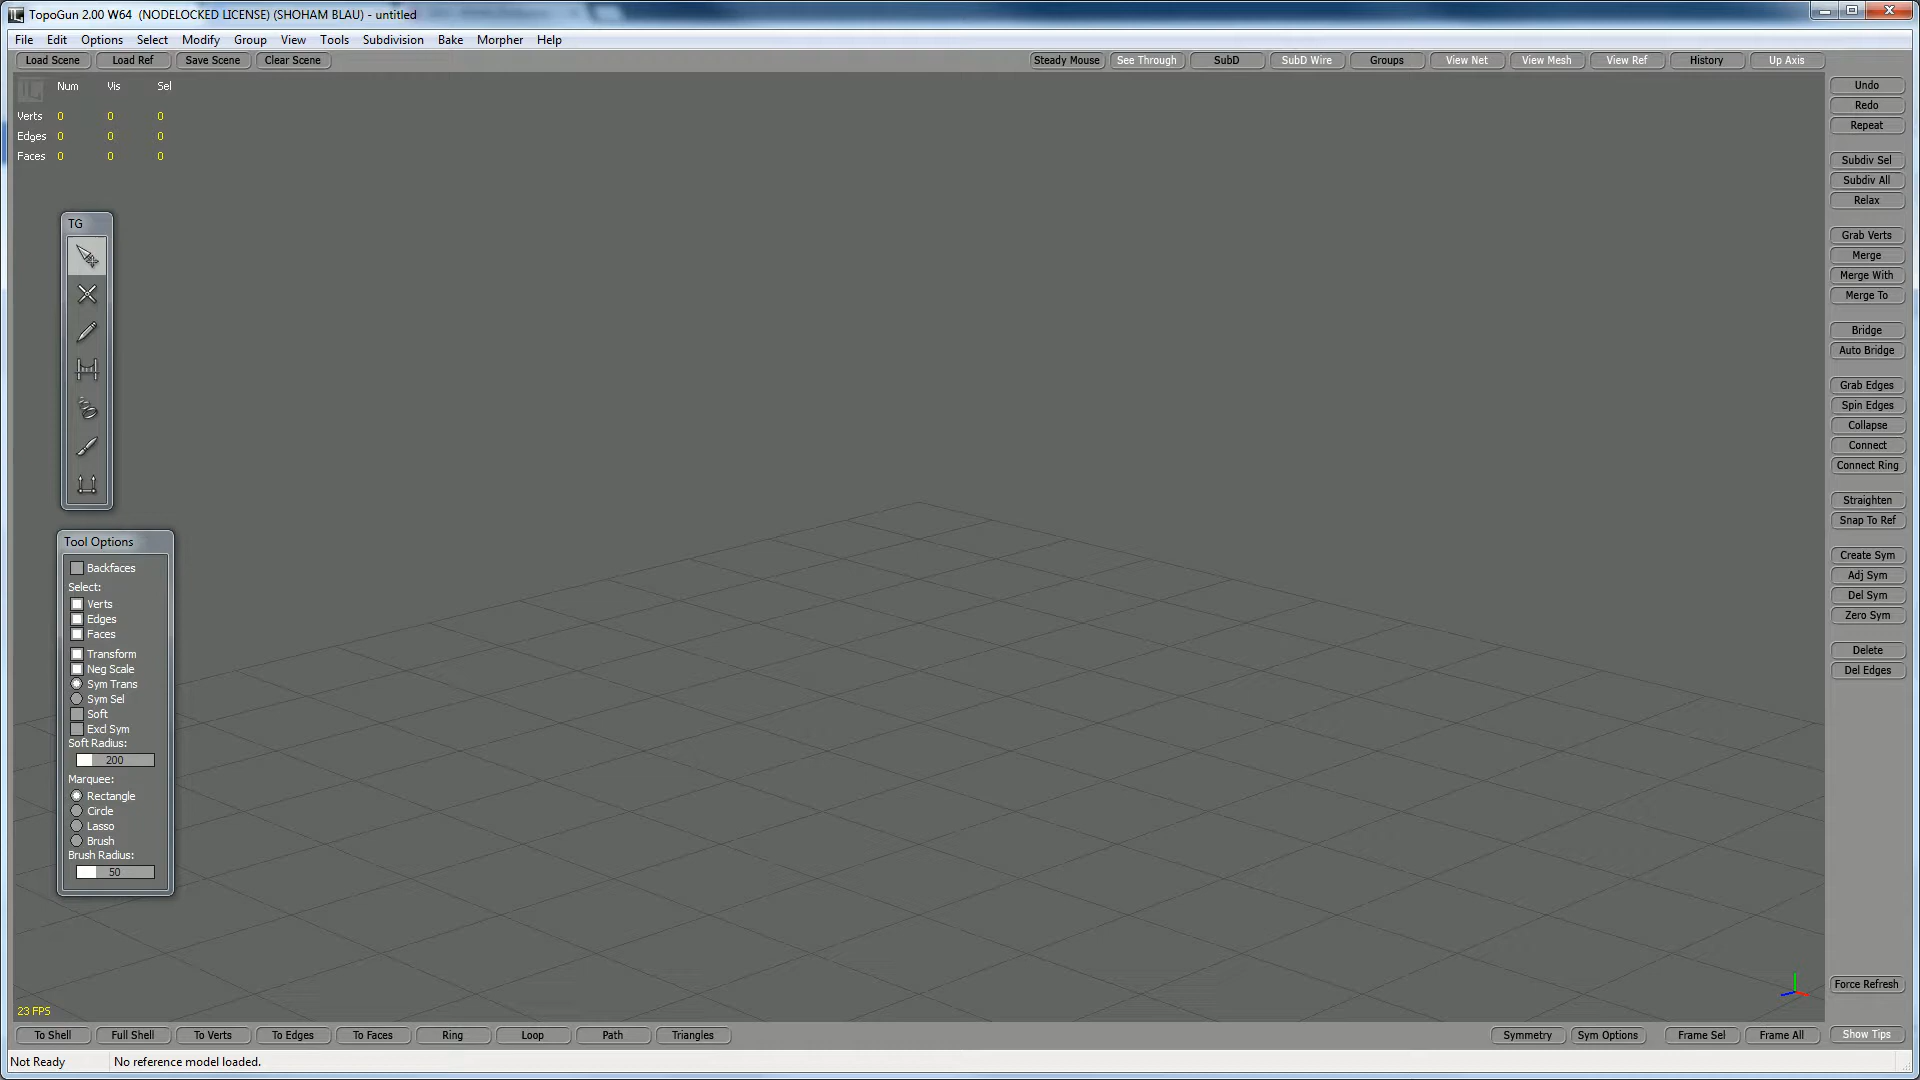 TopoGun 2.00 W64  (NODELOCKED LICENSE) (SHOHAM BLAU) - untitled
File Edit Options Select Modify Group View Tools Subdivision Bake Morpher Help
Load Scene Load Ref Save Scene Clear Scene Steady Mouse See Through SubD SubD Wire Groups View Net View Mesh View Ref History Up Axis
Num Vis Sel
Verts 0 0 0
Edges 0 0 0
Faces 0 0 0
TG
Tool Options
Backfaces
Select:
Verts
Edges
Faces
Transform
Neg Scale
Sym Trans
Sym Sel
Soft
Excl Sym
Soft Radius:
200
Marquee:
Rectangle
Circle
Lasso
Brush
Brush Radius:
50
Undo
Redo
Repeat
Subdiv Sel
Subdiv All
Relax
Grab Verts
Merge
Merge With
Merge To
Bridge
Auto Bridge
Grab Edges
Spin Edges
Collapse
Connect
Connect Ring
Straighten
Snap To Ref
Create Sym
Adj Sym
Del Sym
Zero Sym
Delete
Del Edges
Force Refresh
23 FPS
To Shell Full Shell To Verts To Edges To Faces Ring Loop Path Triangles Symmetry Sym Options Frame Sel Frame All Show Tips
Not Ready No reference model loaded.